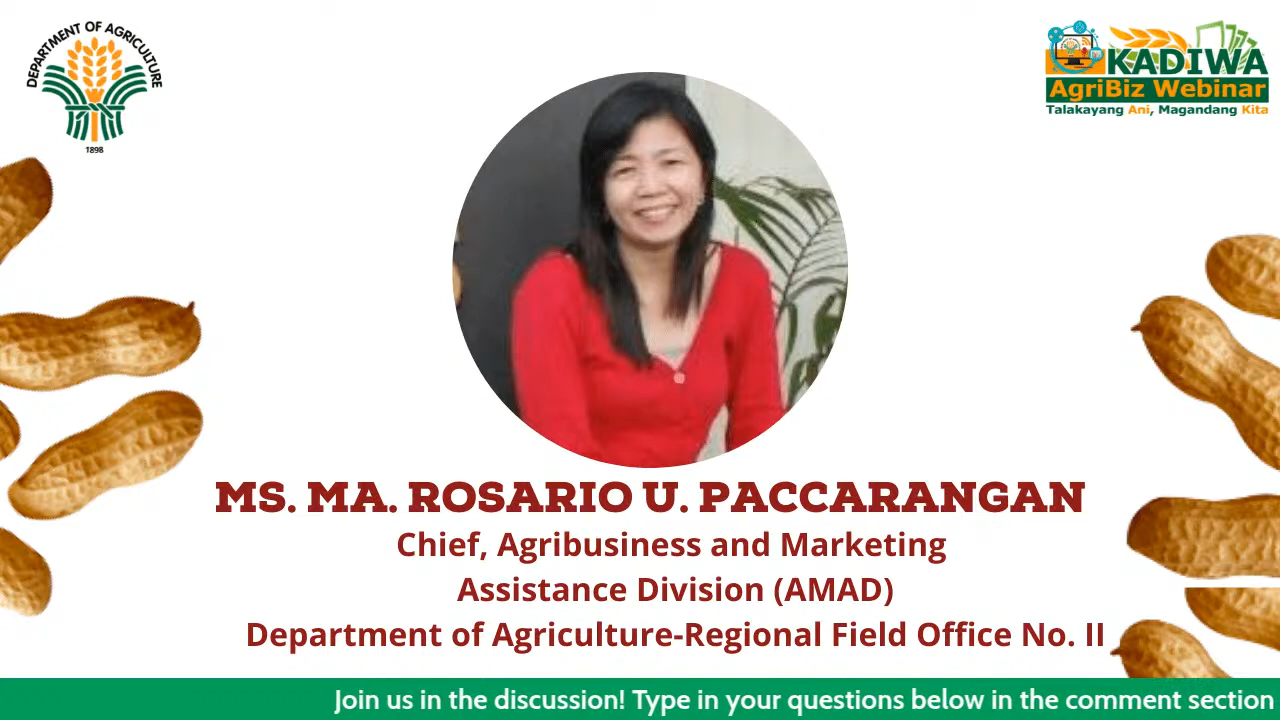 DEPARTMENT OF AGRICULTURE
1898
KADIWA
AgriBiz Webinar
Talakayang Ani, Magandang Kita
MS. MA. ROSARIO U. PACCARANGAN
Chief, Agribusiness and Marketing
Assistance Division (AMAD)
Department of Agriculture-Regional Field Office No. II
Join us in the discussion! Type in your questions below in the comment section